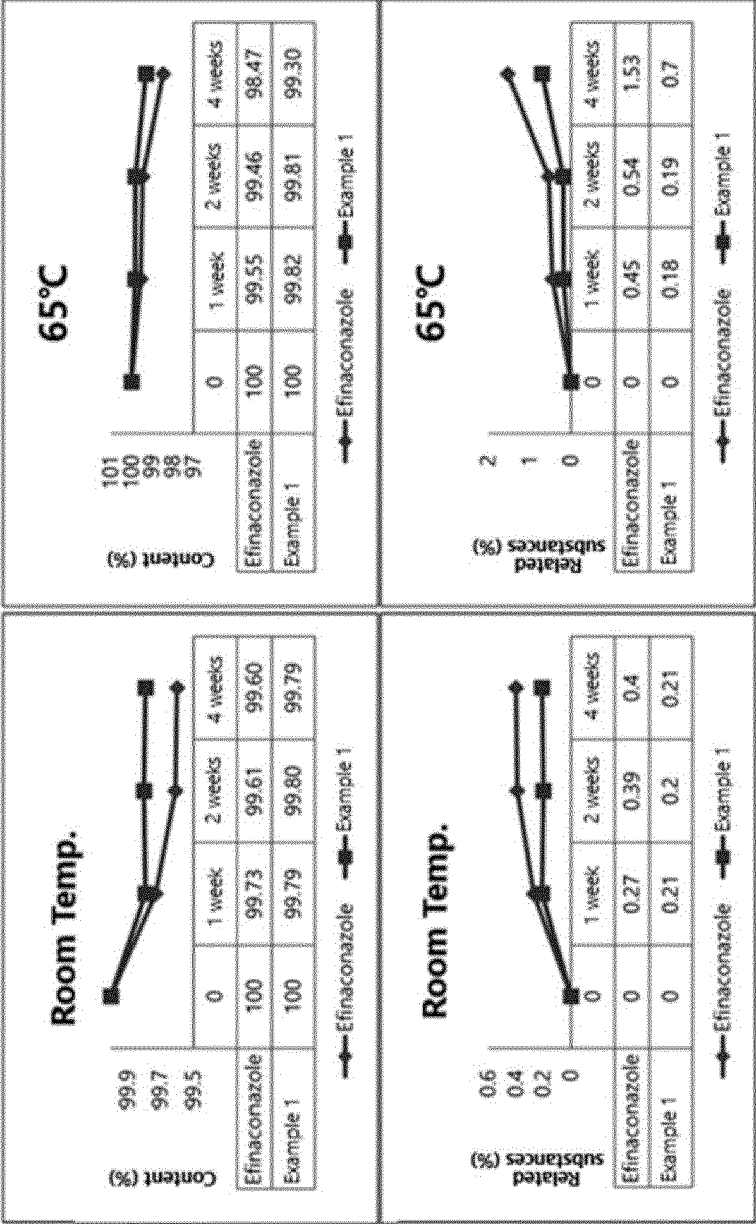 Room Temp.
Content (%)
99.9
99.7
99.5
0 1 week 2 weeks 4 weeks
Efinaconazole 100 99.73 99.61 99.60
Example 1 100 99.79 99.80 99.79
Efinaconazole Example 1
65°C
Content (%)
101
100
99
98
97
0 1 week 2 weeks 4 weeks
Efinaconazole 100 99.55 99.46 98.47
Example 1 100 99.82 99.81 99.30
Efinaconazole Example 1
Room Temp.
Related
substances (%)
0.6
0.4
0.2
0
0 1 week 2 weeks 4 weeks
Efinaconazole 0 0.27 0.39 0.4
Example 1 0 0.21 0.2 0.21
Efinaconazole Example 1
65°C
Related
substances (%)
2
1
0
0 1 week 2 weeks 4 weeks
Efinaconazole 0 0.45 0.54 1.53
Example 1 0 0.18 0.19 0.7
Efinaconazole Example 1